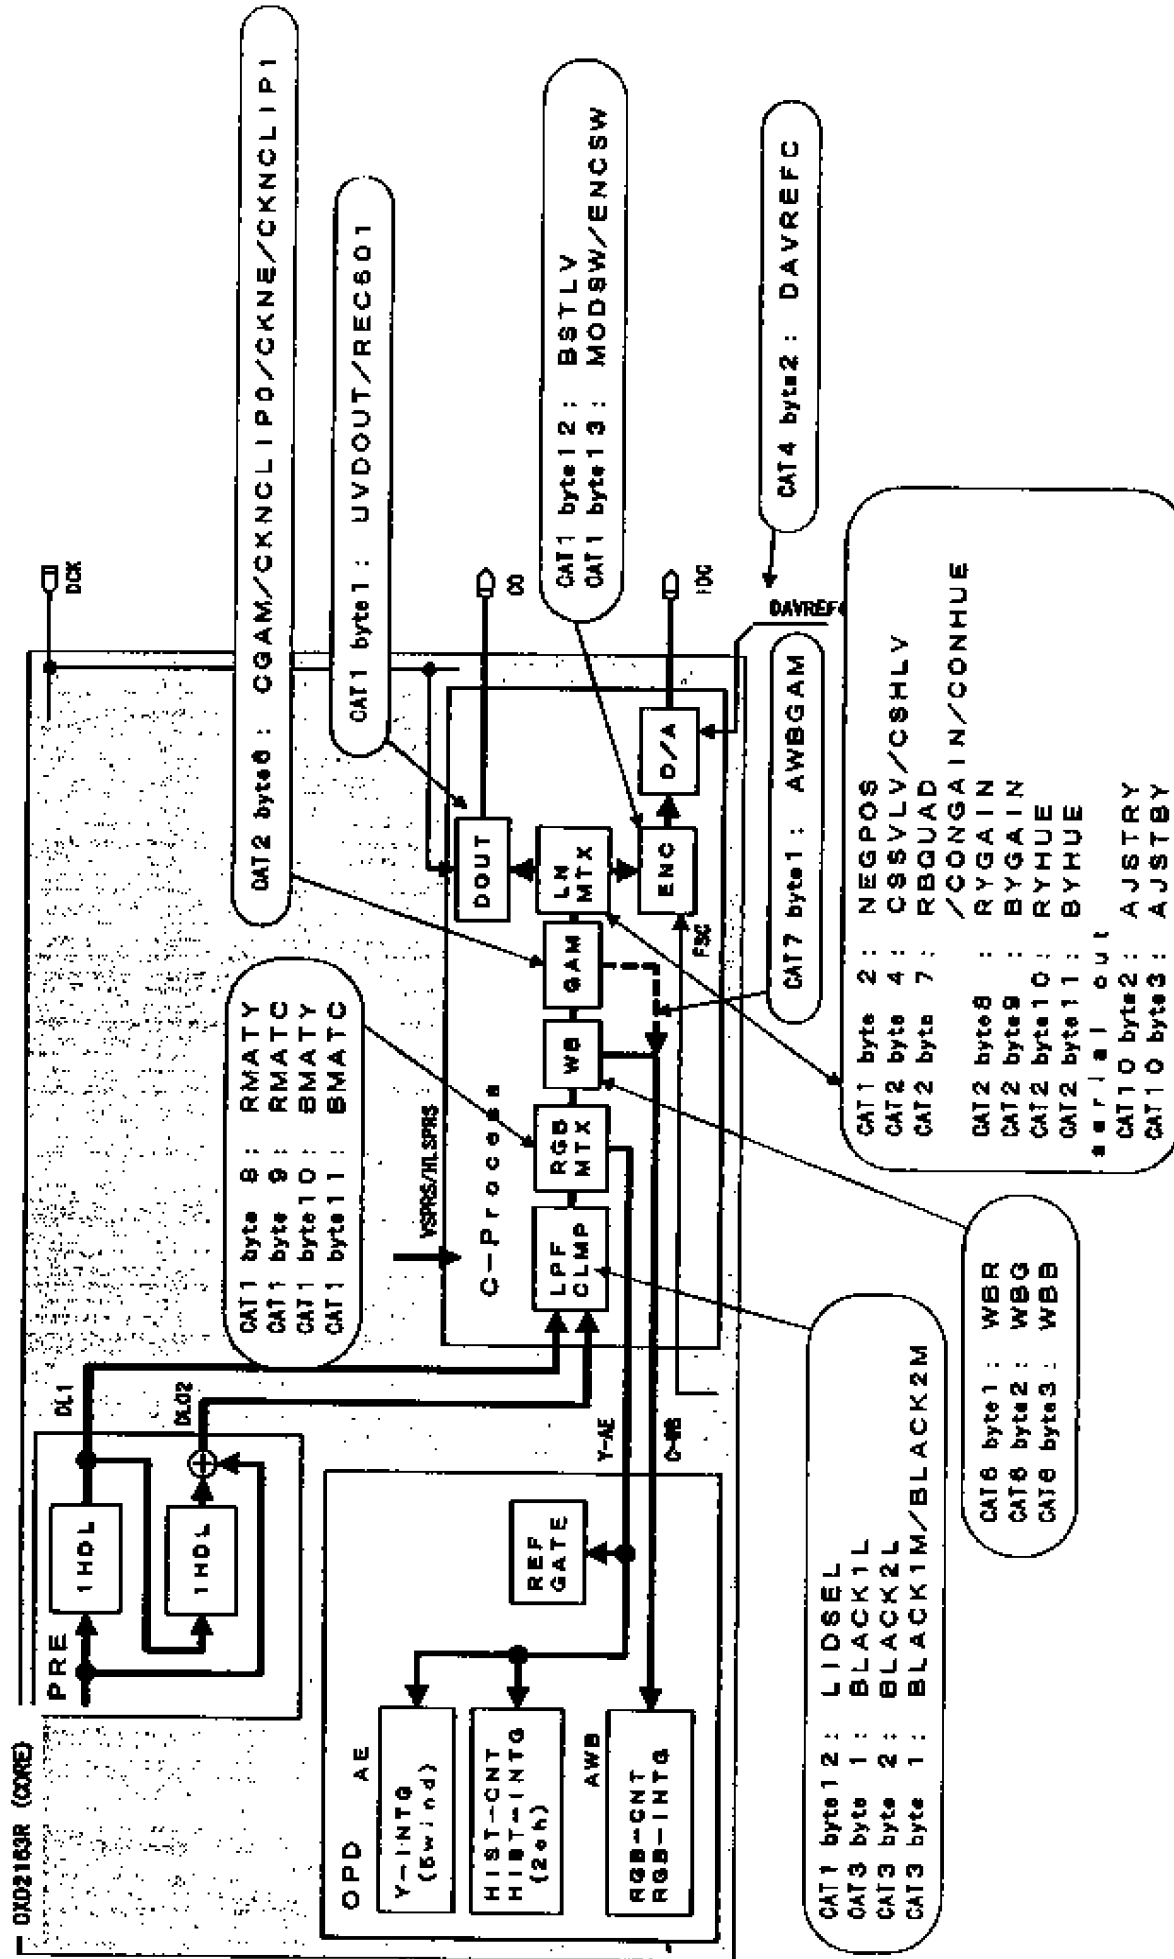 CXD2163R (CORE)
PRE
1HDL
1HDL
DL1
DL02
DCK
CAT2 byte6: CGAM/CKNCLIP0/CKNE/CKNCLIP1
CAT1 byte 8: RMATY
CAT1 byte 9: RMATC
CAT1 byte10: BMATY
CAT1 byte11: BMATC
CAT1 byte1: UVDOUT/REC601
VSPRS/HLSPRS
C-Process
LPF
CLMP
RGB
MTX
WB
GAM
LN
MTX
DOUT
ENC
D/A
CO
IOC
FSC
CAT1 byte12: BSTLV
CAT1 byte13: MODSW/ENCSW
CAT4 byte2: DAVREFC
DAVREF
CAT7 byte1: AWBGAM
OPD
AE
Y-INTG
(5wind)
HIST-CNT
HIST-INTG
(2ch)
AWB
RGB-CNT
RGB-INTG
REF
GATE
Y-AE
C-WB
CAT1 byte12: LIDSEL
CAT3 byte 1: BLACK1L
CAT3 byte 2: BLACK2L
CAT3 byte 1: BLACK1M/BLACK2M
CAT6 byte1: WBR
CAT6 byte2: WBG
CAT6 byte3: WBB
CAT1 byte 2: NEGPOS
CAT2 byte 4: CSSVLV/CSHLV
CAT2 byte 7: RBQUAD
/CONGAIN/CONHUE
CAT2 byte8 : RYGAIN
CAT2 byte9 : BYGAIN
CAT2 byte10: RYHUE
CAT2 byte11: BYHUE
serial out
CAT10 byte2: AJSTRY
CAT10 byte3: AJSTBY